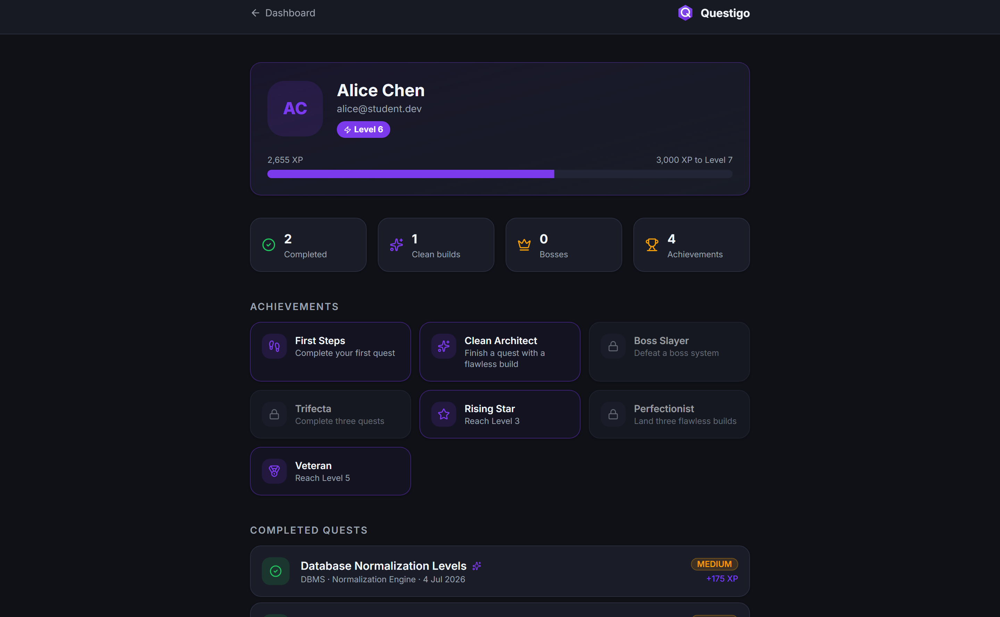 Dashboard
Questigo
AC
Alice Chen
alice@student.dev
Level 6
2,655 XP
3,000 XP to Level 7
2
Completed
1
Clean builds
0
Bosses
4
Achievements
ACHIEVEMENTS
First Steps
Complete your first quest
Clean Architect
Finish a quest with a
flawless build
Boss Slayer
Defeat a boss system
Trifecta
Complete three quests
Rising Star
Reach Level 3
Perfectionist
Land three flawless builds
Veteran
Reach Level 5
COMPLETED QUESTS
Database Normalization Levels
DBMS · Normalization Engine · 4 Jul 2026
MEDIUM
+175 XP